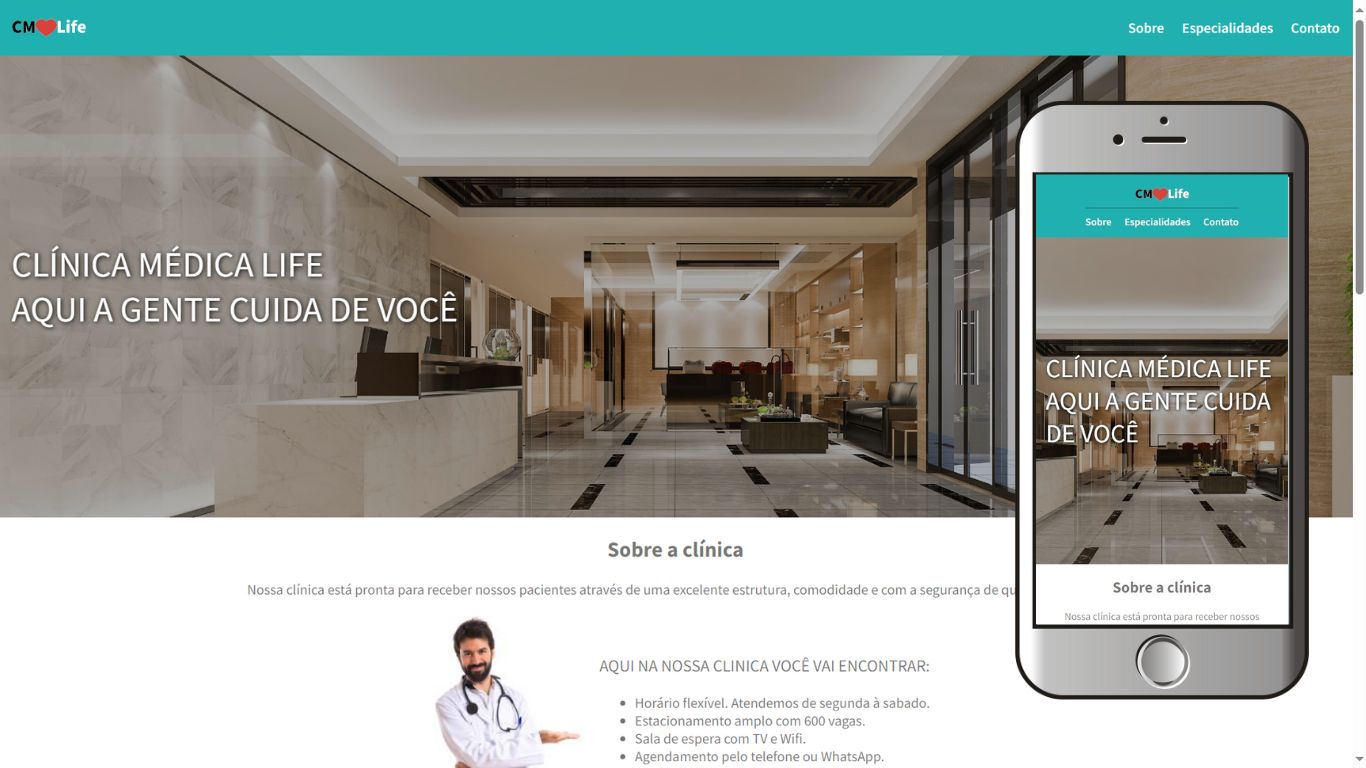 CM Life
Sobre Especialidades Contato
CLÍNICA MÉDICA LIFE
AQUI A GENTE CUIDA DE VOCÊ
Sobre a clínica
Nossa clínica está pronta para receber nossos pacientes através de uma excelente estrutura, comodidade e com a segurança de
AQUI NA NOSSA CLINICA VOCÊ VAI ENCONTRAR:
Horário flexível. Atendemos de segunda à sabado.
Estacionamento amplo com 600 vagas.
Sala de espera com TV e Wifi.
Agendamento pelo telefone ou WhatsApp.
CM Life
Sobre Especialidades Contato
CLÍNICA MÉDICA LIFE
AQUI A GENTE CUIDA
DE VOCÊ
Sobre a clínica
Nossa clínica está pronta para receber nossos